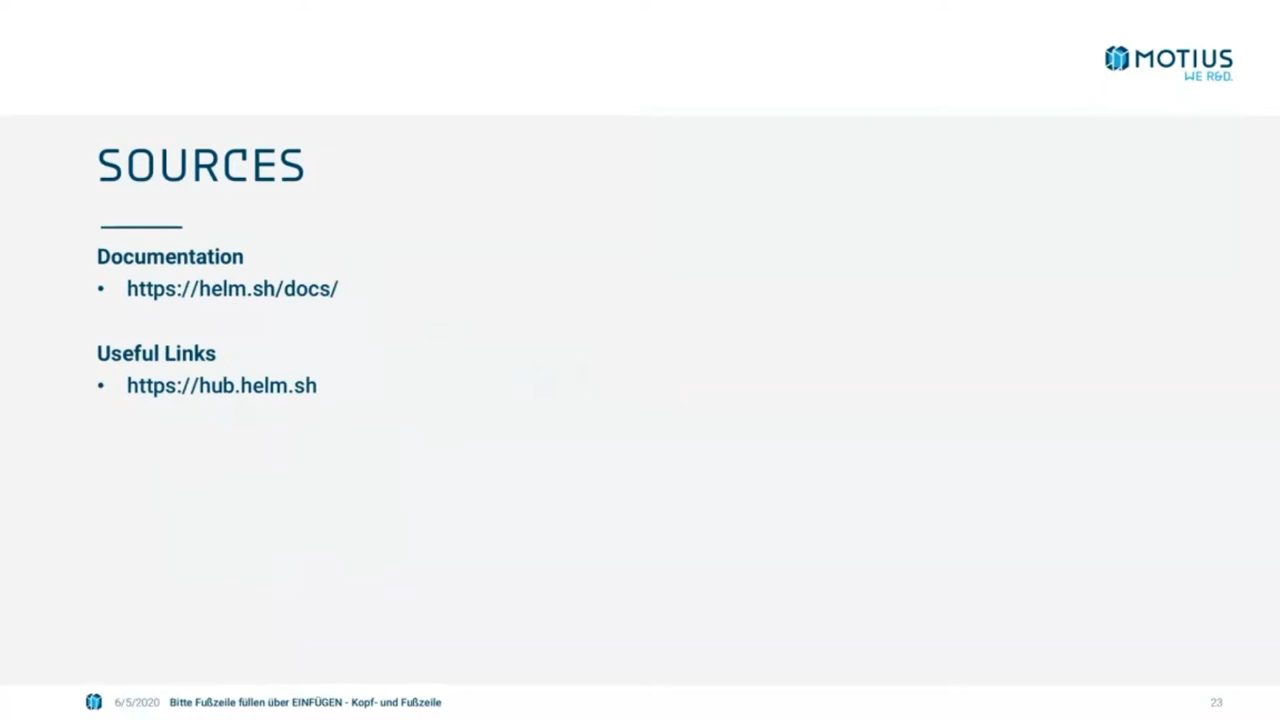 MOTIUS
WE R&D.
SOURCES
Documentation
• https://helm.sh/docs/
Useful Links
• https://hub.helm.sh
6/5/2020 Bitte Fußzeile füllen über EINFÜGEN - Kopf- und Fußzeile 23